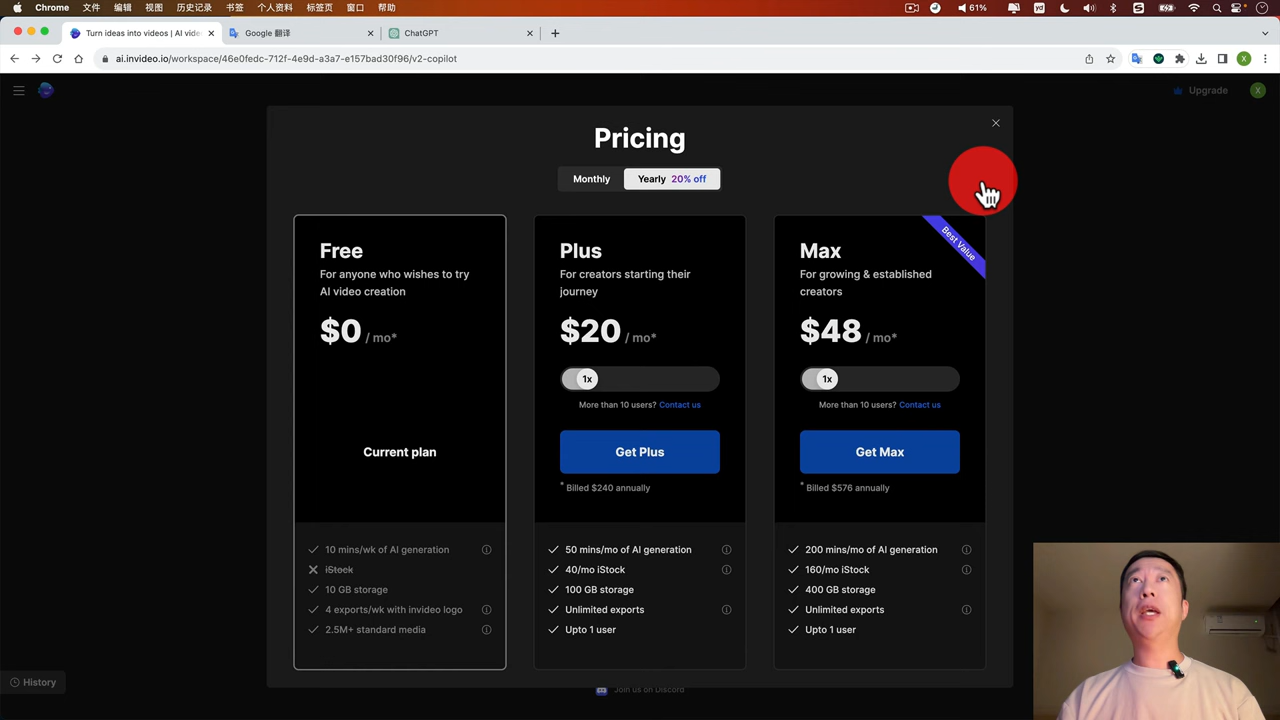 Chrome 文件 编辑 视图 历史记录 书签 个人资料 标签页 窗口 帮助 61%
Turn ideas into videos | AI vide Google 翻译 ChatGPT
ai.invideo.io/workspace/46e0fedc-712f-4e9d-a3a7-e157bad30f96/v2-copilot
X
Upgrade X
Pricing
Monthly Yearly 20% off
Free
For anyone who wishes to try
AI video creation
$0 / mo*
Current plan
10 mins/wk of AI generation
iStock
10 GB storage
4 exports/wk with invideo logo
2.5M+ standard media
Plus
For creators starting their
journey
$20 / mo*
1x
More than 10 users? Contact us
Get Plus
* Billed $240 annually
50 mins/mo of AI generation
40/mo iStock
100 GB storage
Unlimited exports
Upto 1 user
Best Value
Max
For growing & established
creators
$48 / mo*
1x
More than 10 users? Contact us
Get Max
* Billed $576 annually
200 mins/mo of AI generation
160/mo iStock
400 GB storage
Unlimited exports
Upto 1 user
History
Join us on Discord